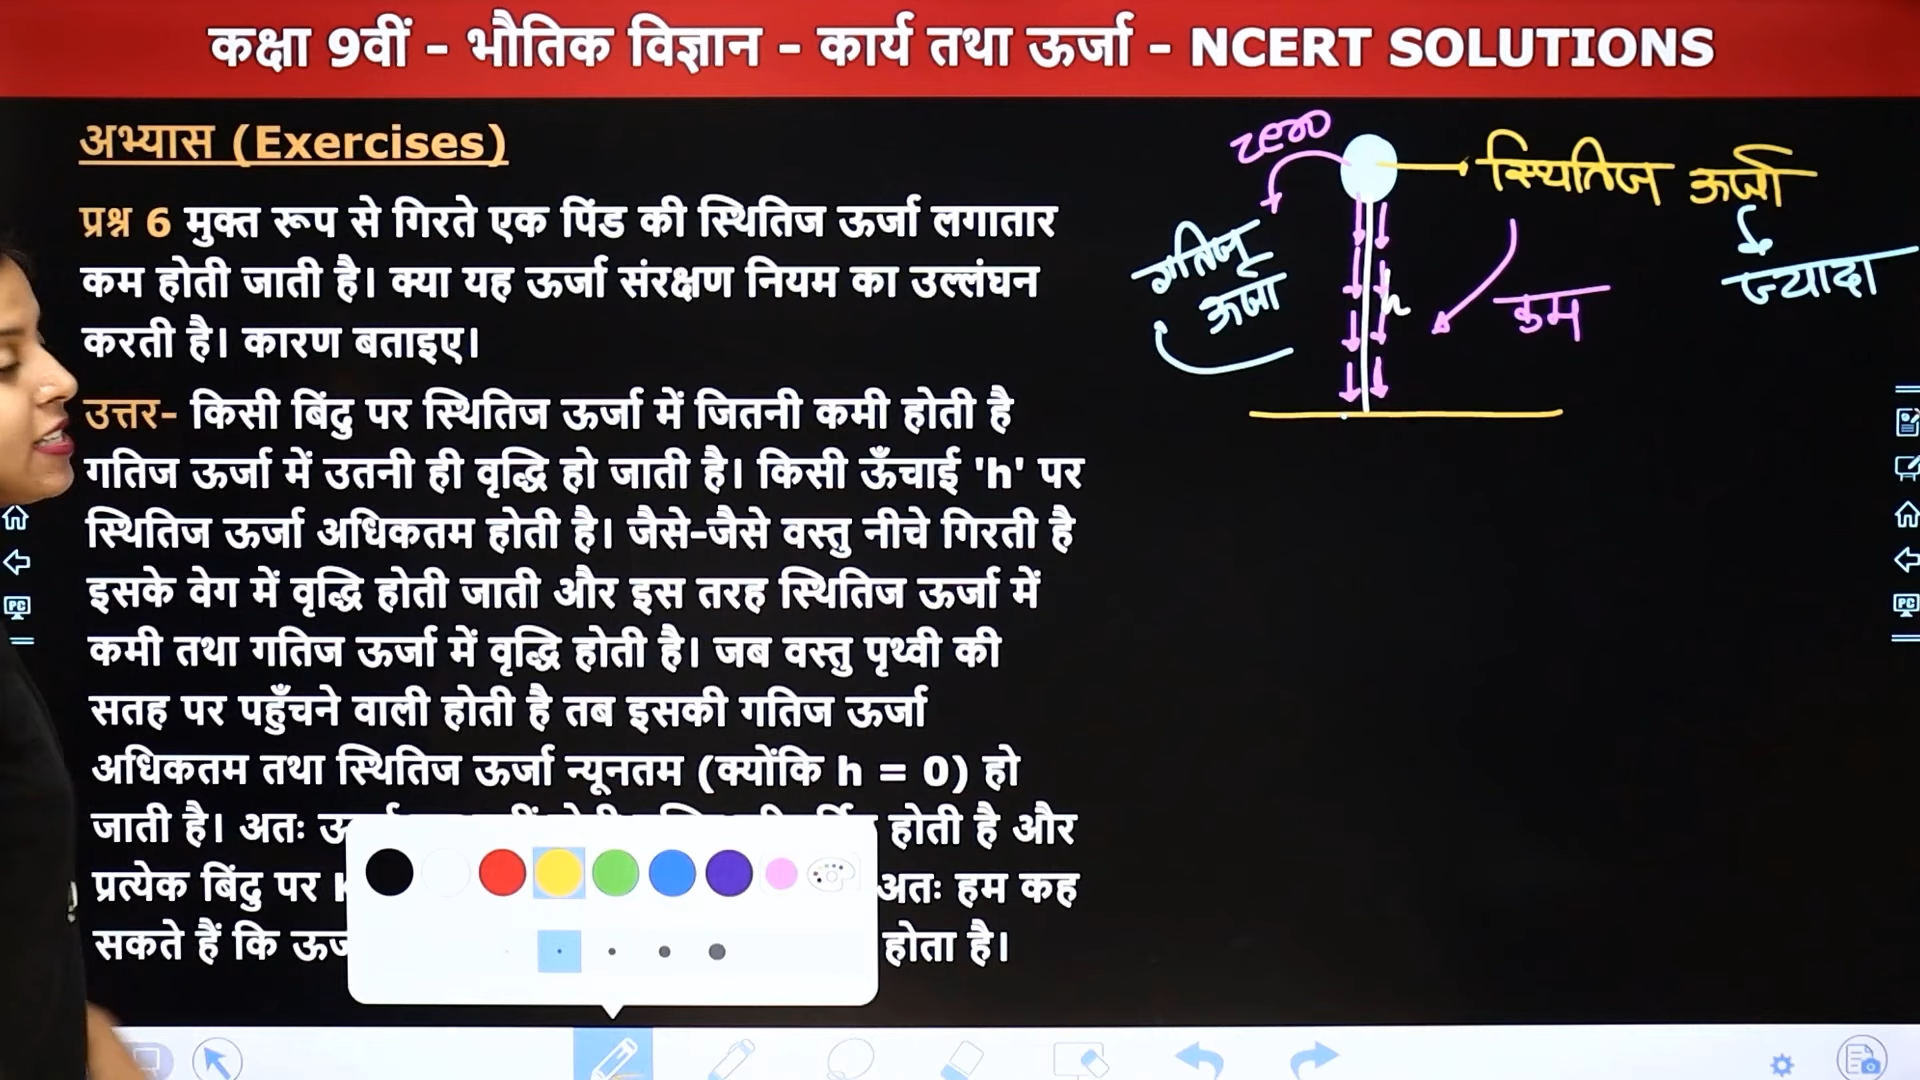 कक्षा 9वीं - भौतिक विज्ञान - कार्य तथा ऊर्जा - NCERT SOLUTIONS
अभ्यास (Exercises)
प्रश्न 6 मुक्त रूप से गिरते एक पिंड की स्थितिज ऊर्जा लगातार
कम होती जाती है। क्या यह ऊर्जा संरक्षण नियम का उल्लंघन
करती है। कारण बताइए।
उत्तर- किसी बिंदु पर स्थितिज ऊर्जा में जितनी कमी होती है
गतिज ऊर्जा में उतनी ही वृद्धि हो जाती है। किसी ऊँचाई 'h' पर
स्थितिज ऊर्जा अधिकतम होती है। जैसे-जैसे वस्तु नीचे गिरती है
इसके वेग में वृद्धि होती जाती और इस तरह स्थितिज ऊर्जा में
कमी तथा गतिज ऊर्जा में वृद्धि होती है। जब वस्तु पृथ्वी की
सतह पर पहुँचने वाली होती है तब इसकी गतिज ऊर्जा
अधिकतम तथा स्थितिज ऊर्जा न्यूनतम (क्योंकि h = 0) हो
जाती है। अतः होती है और
प्रत्येक बिंदु पर अतः हम कह
सकते हैं कि होता है।
zero
स्थितिज ऊर्जा
ज्यादा
गतिज
ऊर्जा
h
कम
PC
PC